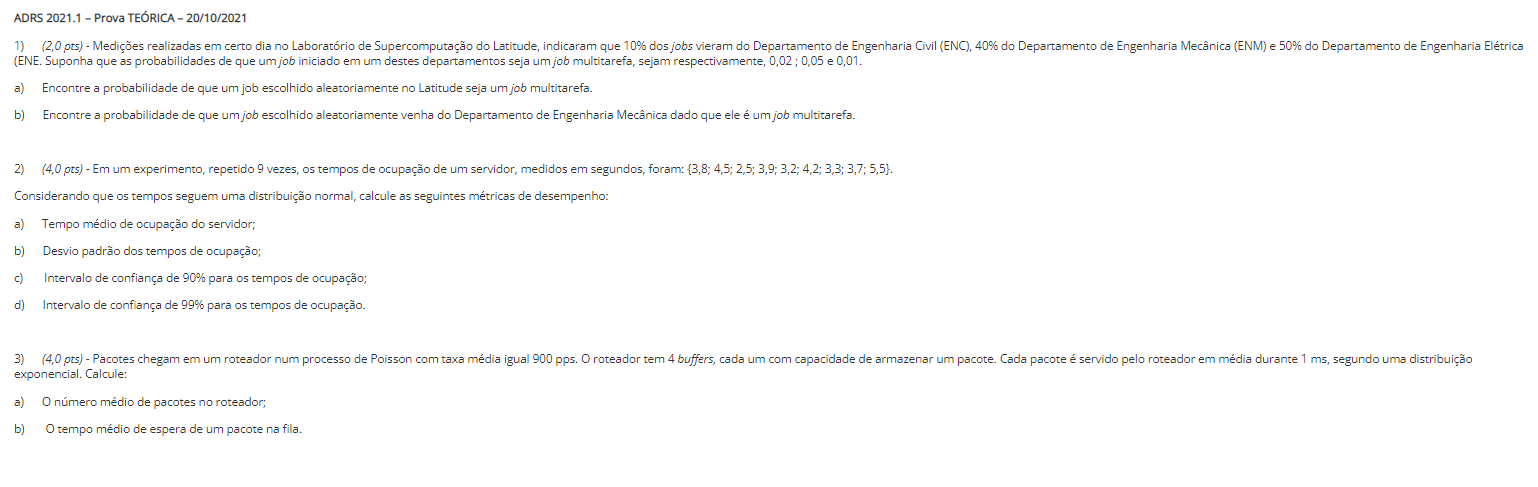 ADRS 2021.1 – Prova TEÓRICA – 20/10/2021
1) (2,0 pts) - Medições realizadas em certo dia no Laboratório de Supercomputação do Latitude, indicaram que 10% dos jobs vieram do Departamento de Engenharia Civil (ENC), 40% do Departamento de Engenharia Mecânica (ENM) e 50% do Departamento de Engenharia Elétrica
(ENE. Suponha que as probabilidades de que um job iniciado em um destes departamentos seja um job multitarefa, sejam respectivamente, 0,02 ; 0,05 e 0,01.
a) Encontre a probabilidade de que um job escolhido aleatoriamente no Latitude seja um job multitarefa.
b) Encontre a probabilidade de que um job escolhido aleatoriamente venha do Departamento de Engenharia Mecânica dado que ele é um job multitarefa.
2) (4,0 pts) - Em um experimento, repetido 9 vezes, os tempos de ocupação de um servidor, medidos em segundos, foram: {3,8; 4,5; 2,5; 3,9; 3,2; 4,2; 3,3; 3,7; 5,5}.
Considerando que os tempos seguem uma distribuição normal, calcule as seguintes métricas de desempenho:
a) Tempo médio de ocupação do servidor;
b) Desvio padrão dos tempos de ocupação;
c) Intervalo de confiança de 90% para os tempos de ocupação;
d) Intervalo de confiança de 99% para os tempos de ocupação.
3) (4,0 pts) - Pacotes chegam em um roteador num processo de Poisson com taxa média igual 900 pps. O roteador tem 4 buffers, cada um com capacidade de armazenar um pacote. Cada pacote é servido pelo roteador em média durante 1 ms, segundo uma distribuição
exponencial. Calcule:
a) O número médio de pacotes no roteador;
b) O tempo médio de espera de um pacote na fila.